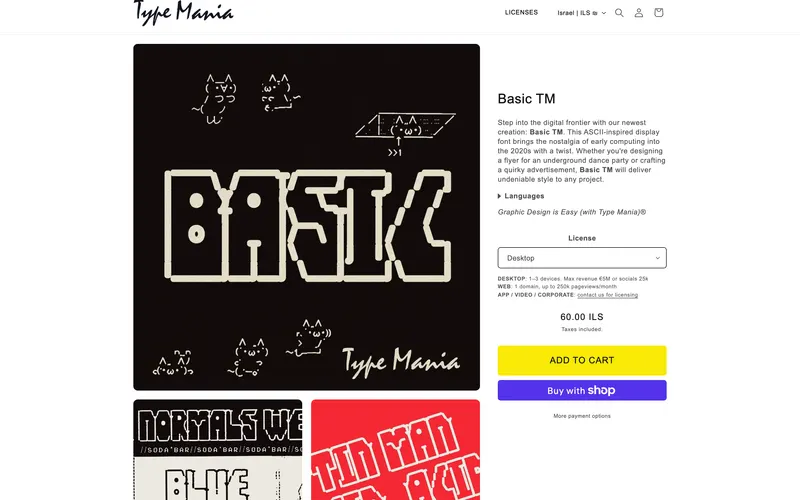 Type Mania
LICENSES
Israel | ILS ₪
>>1
BASIC
Type Mania
NORMALS WE
//SODA*BAR//SODA*BAR//SODA*BAR//SODA*BAR//SO
BLUE
TIN MAN
ACID
Basic TM
Step into the digital frontier with our newest
creation: Basic TM. This ASCII-inspired display
font brings the nostalgia of early computing into
the 2020s with a twist. Whether you're designing
a flyer for an underground dance party or crafting
a quirky advertisement, Basic TM will deliver
undeniable style to any project.
Languages
Graphic Design is Easy (with Type Mania)®
License
Desktop
DESKTOP: 1–3 devices. Max revenue €5M or socials 25k
WEB: 1 domain, up to 250k pageviews/month
APP / VIDEO / CORPORATE: contact us for licensing
60.00 ILS
Taxes included.
ADD TO CART
Buy with shop
More payment options